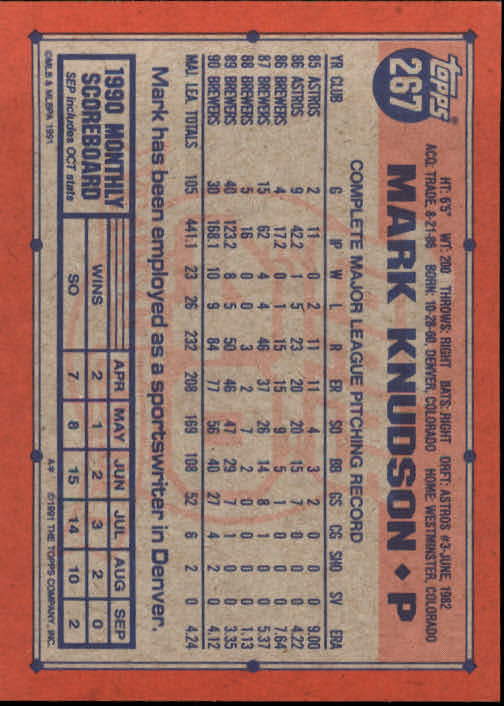 TOPPS
267
HT: 6'5" WT: 200 THROWS: RIGHT BATS: RIGHT DRFT: ASTROS #3-JUNE, 1982
ACQ: TRADE, 8-21-86 BORN: 10-28-60, DENVER, COLORADO HOME: WESTMINSTER, COLORADO
MARK KNUDSON ◆ P
COMPLETE MAJOR LEAGUE PITCHING RECORD
YR CLUB G IP W L R ER SO BB GS CG SHO SV ERA
85 ASTROS 2 11 0 2 11 11 4 3 2 0 0 0 9.00
86 ASTROS 9 42.2 1 5 23 20 20 15 7 0 0 0 4.22
86 BREWERS 4 17.2 0 1 15 15 9 5 1 0 0 0 7.64
87 BREWERS 15 62 4 4 46 37 26 14 8 1 0 0 5.37
88 BREWERS 5 16 0 0 3 2 7 2 0 0 0 0 1.13
89 BREWERS 40 123.2 8 5 50 46 47 29 7 1 0 0 3.35
90 BREWERS 30 168.1 10 9 84 77 56 40 27 4 2 0 4.12
MAJ. LEA. TOTALS 105 441.1 23 26 232 208 169 108 52 6 2 0 4.24
Mark has been employed as a sportswriter in Denver.
1990 MONTHLY
SCOREBOARD
SEP includes OCT stats
APR MAY JUN JUL AUG SEP
WINS 2 1 2 3 2 0
SO 7 8 15 14 10 2
©MLB & MLBPA 1991
A# ©1991 THE TOPPS COMPANY, INC.